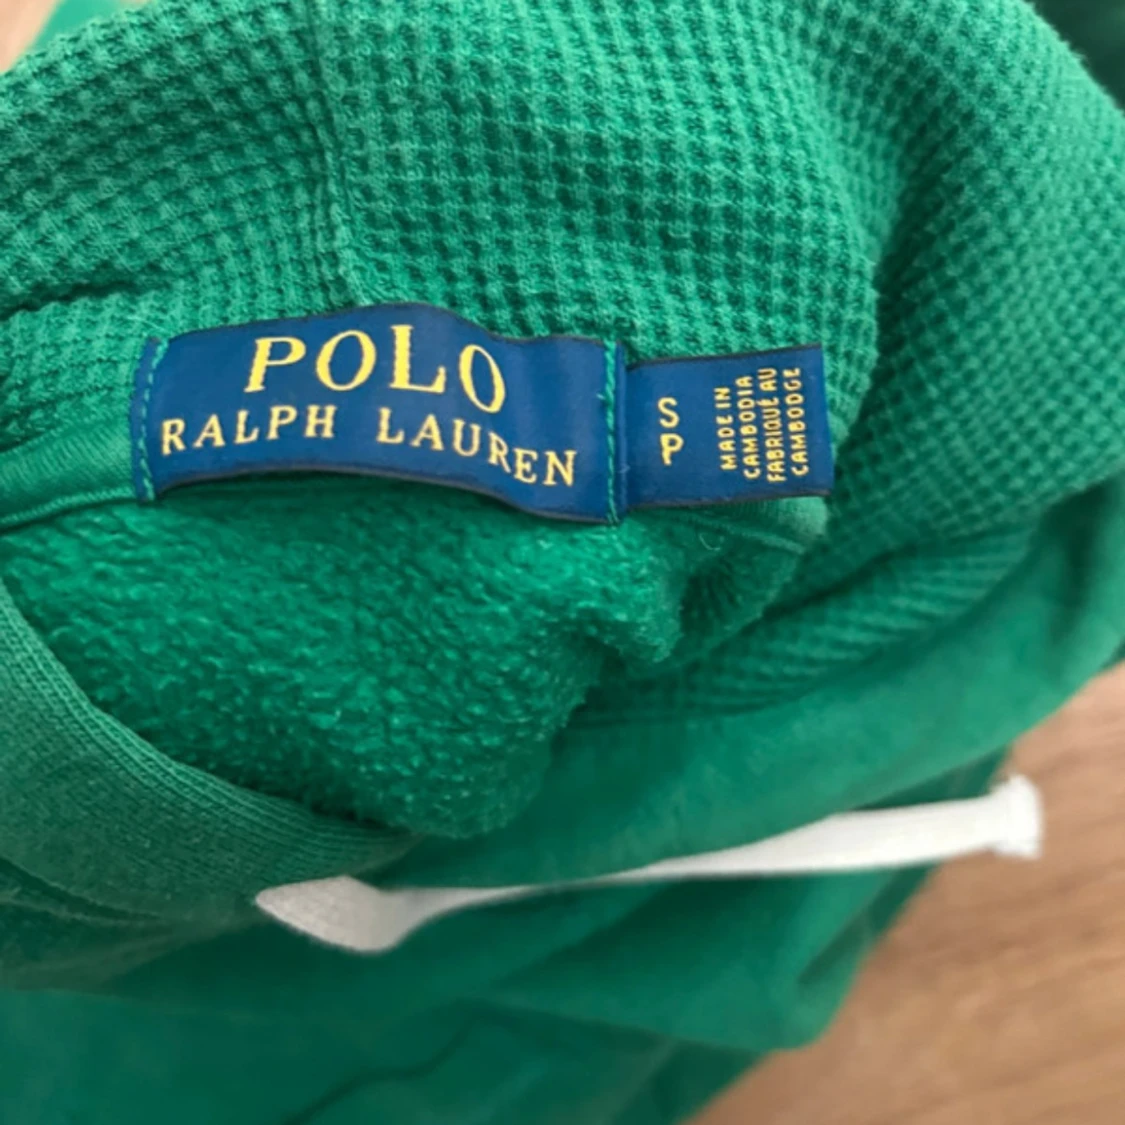 POLO
RALPH LAUREN
S
P
MADE IN
CAMBODIA
FABRIQUÉ AU
CAMBODGE